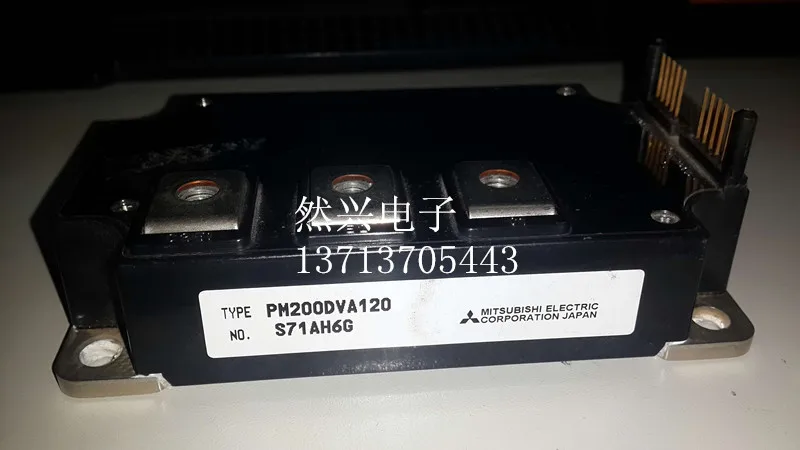 然兴电子
13713705443
TYPE PM200DVA120
NO. S71AH6G
MITSUBISHI ELECTRIC
CORPORATION JAPAN